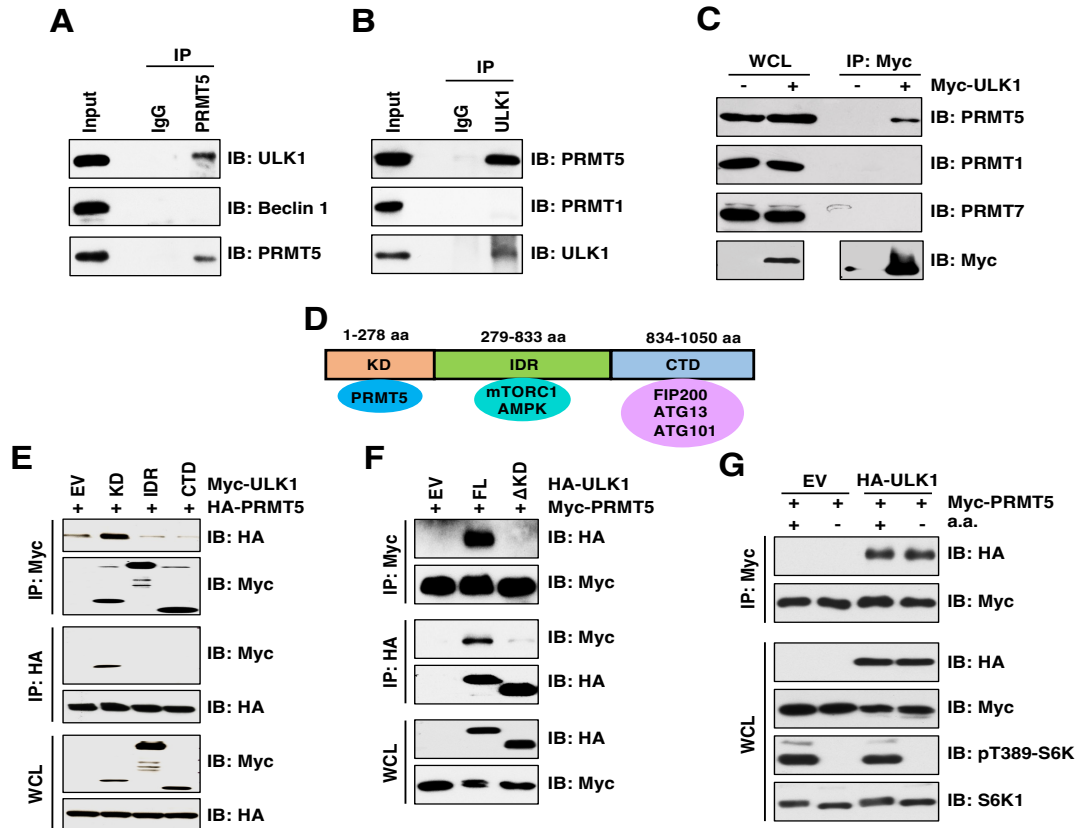 A
IP
Input
IgG
PRMT5
IB: ULK1
IB: Beclin 1
IB: PRMT5
B
IP
Input
IgG
ULK1
IB: PRMT5
IB: PRMT1
IB: ULK1
C
WCL IP: Myc
- + - + Myc-ULK1
IB: PRMT5
IB: PRMT1
IB: PRMT7
IB: Myc
D
1-278 aa 279-833 aa 834-1050 aa
KD IDR CTD
PRMT5
mTORC1
AMPK
FIP200
ATG13
ATG101
E
EV KD IDR CTD Myc-ULK1
+ + + + HA-PRMT5
IP: Myc
IB: HA
IB: Myc
IP: HA
IB: Myc
IB: HA
WCL
IB: Myc
IB: HA
F
EV FL ΔKD HA-ULK1
+ + + Myc-PRMT5
IP: Myc
IB: HA
IB: Myc
IP: HA
IB: Myc
IB: HA
WCL
IB: HA
IB: Myc
G
EV HA-ULK1
+ + + + Myc-PRMT5
+ - + - a.a.
IP: Myc
IB: HA
IB: Myc
WCL
IB: HA
IB: Myc
IB: pT389-S6K
IB: S6K1